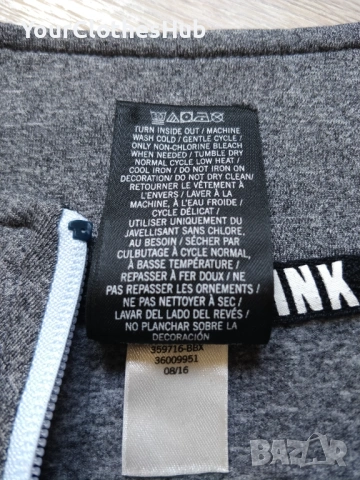 YourClothesHub
TURN INSIDE OUT / MACHINE
WASH COLD / GENTLE CYCLE /
ONLY NON-CHLORINE BLEACH
WHEN NEEDED / TUMBLE DRY
NORMAL CYCLE LOW HEAT /
COOL IRON / DO NOT IRON ON
DECORATION/ DO NOT DRY CLEAN/
RETOURNER LE VÊTEMENT À
L'ENVERS / LAVER À LA
MACHINE, À L'EAU FROIDE /
CYCLE DÉLICAT /
UTILISER UNIQUEMENT DU
JAVELLISANT SANS CHLORE,
AU BESOIN / SÉCHER PAR
CULBUTAGE À CYCLE NORMAL,
À BASSE TEMPÉRATURE /
REPASSER À FER DOUX / NE
PAS REPASSER LES ORNEMENTS /
NE PAS NETTOYER À SEC /
LAVAR DEL LADO DEL REVÉS /
NO PLANCHAR SOBRE LA
DECORACIÓN
INK
359716-BBX
36009951
08/16
BAZAR